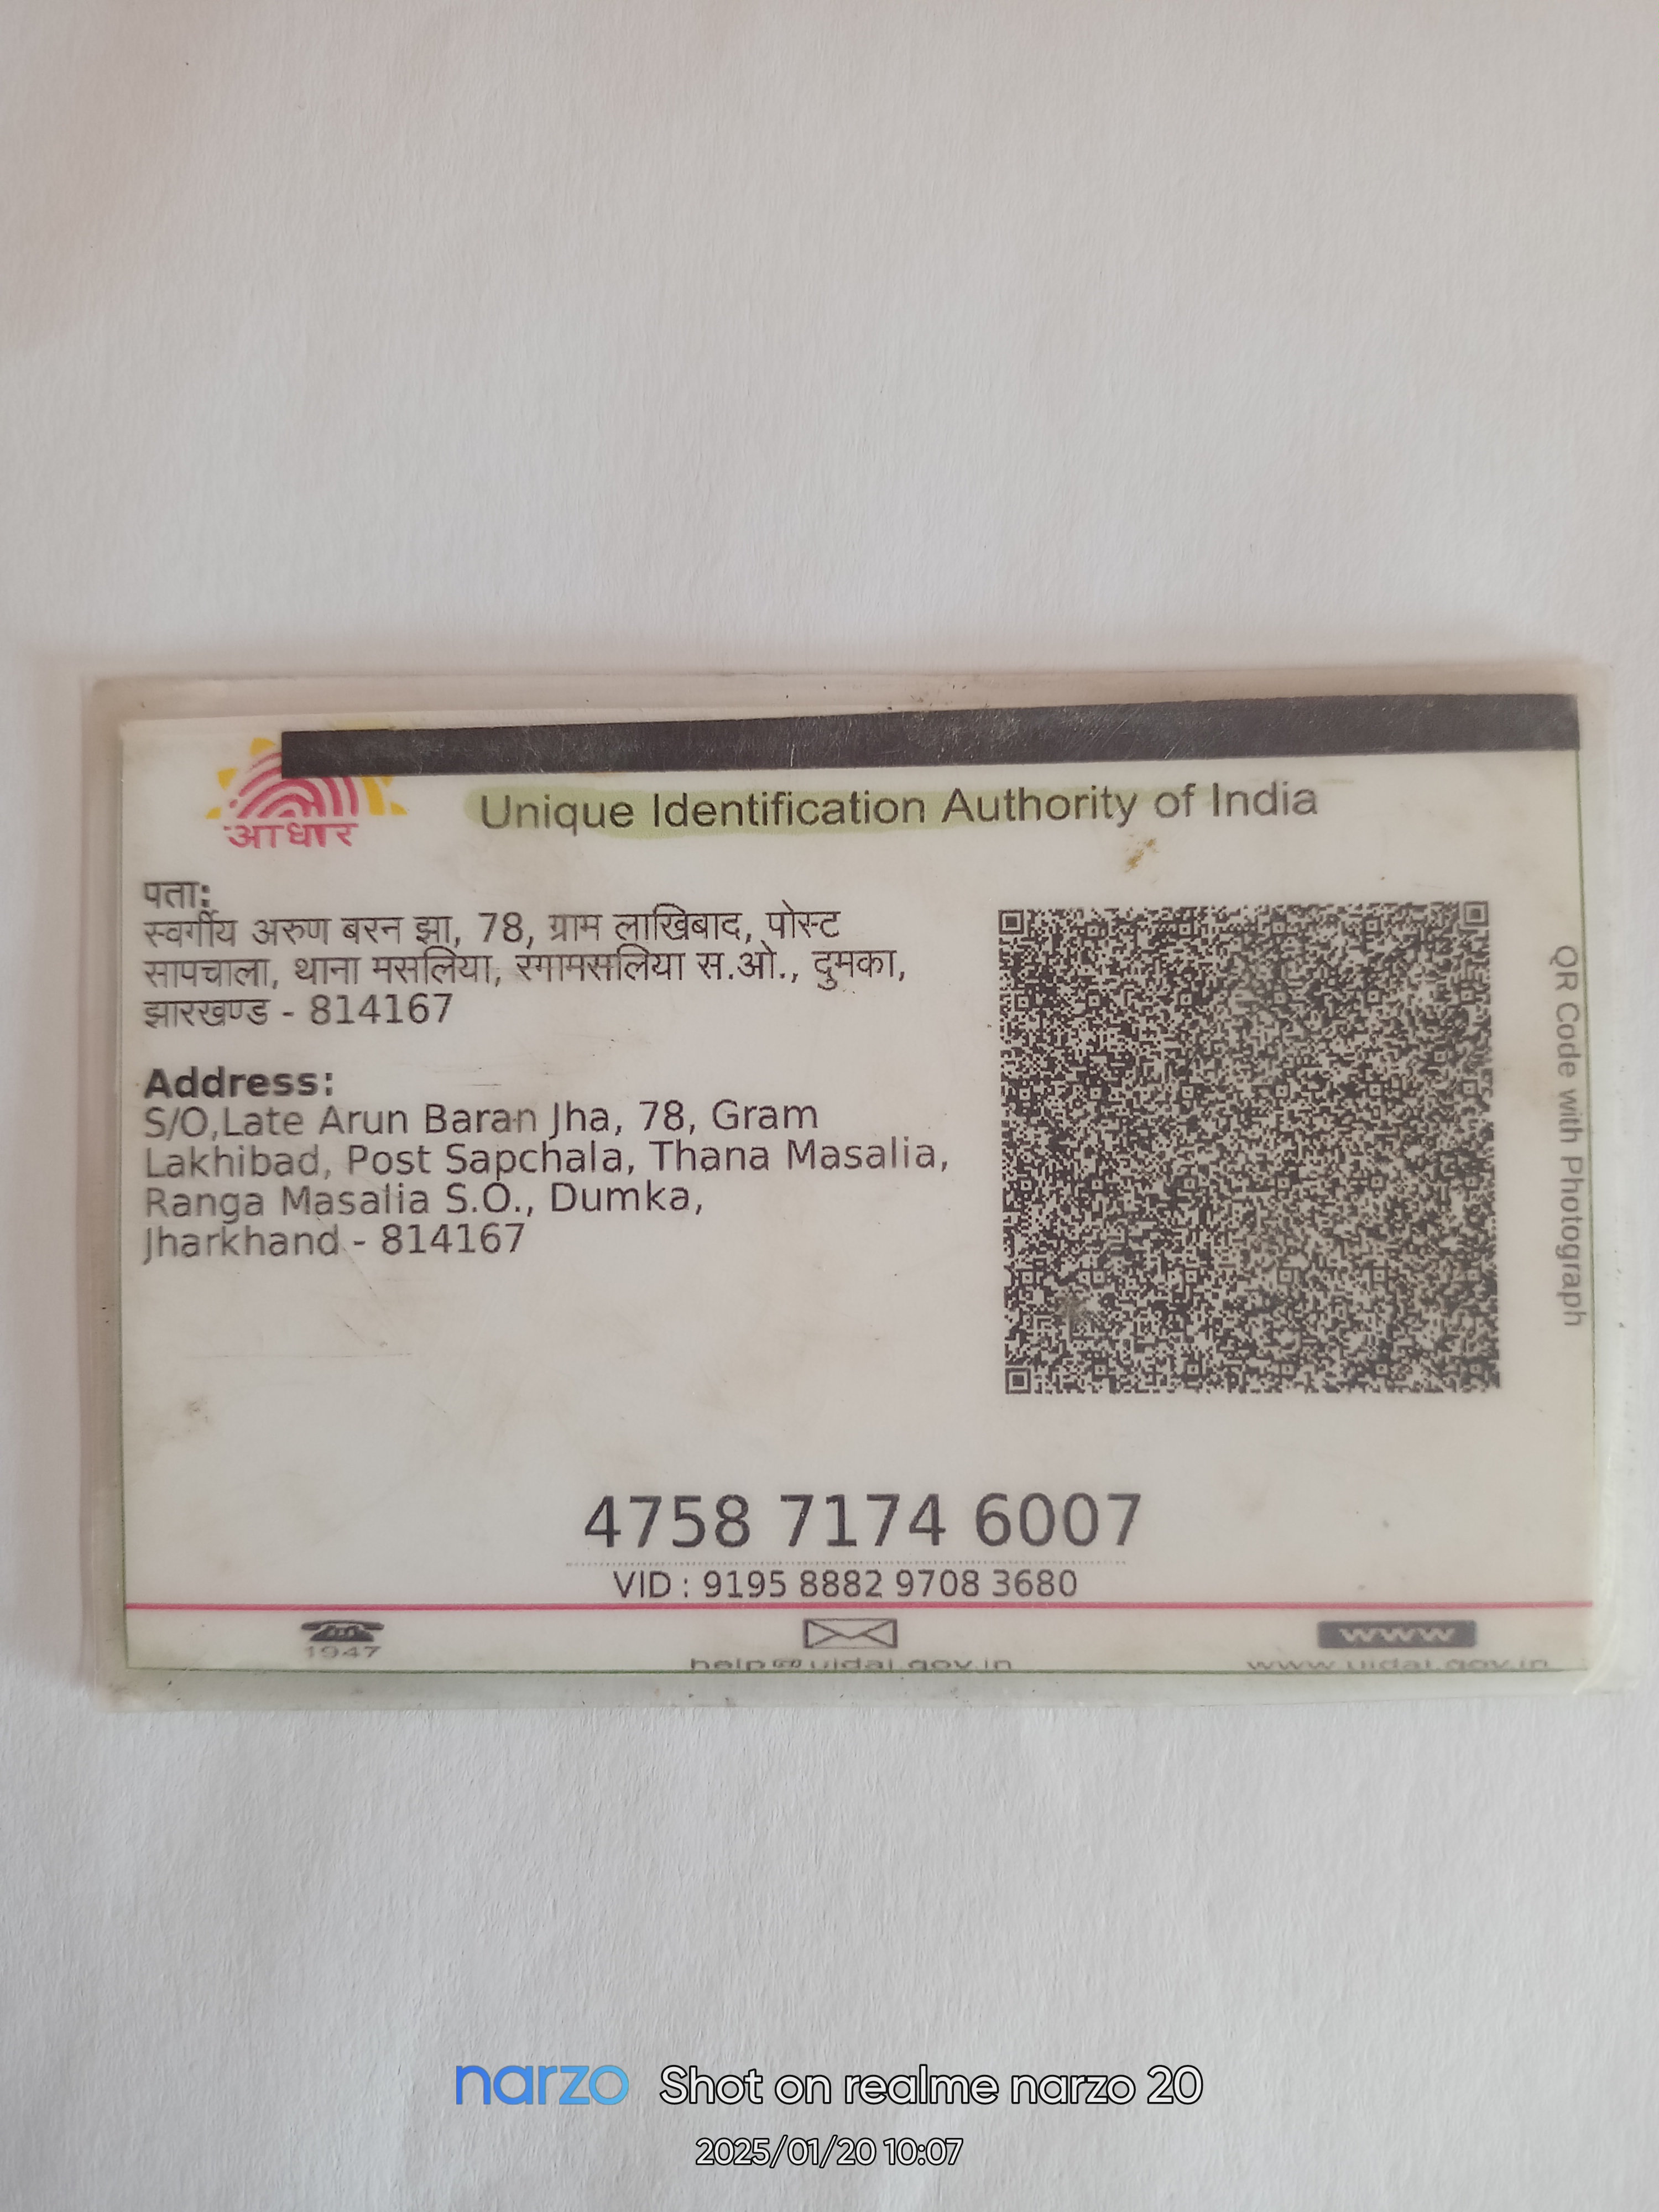 आधार
Unique Identification Authority of India
पता:
स्वर्गीय अरुण बरन झा, 78, ग्राम लाखिबाद, पोस्ट
सापचाला, थाना मसलिया, रगामसलिया स.ओ., दुमका,
झारखण्ड - 814167
Address:
S/O,Late Arun Baran Jha, 78, Gram
Lakhibad, Post Sapchala, Thana Masalia,
Ranga Masalia S.O., Dumka,
Jharkhand - 814167
QR Code with Photograph
4758 7174 6007
VID : 9195 8882 9708 3680
1947
help@uidai.gov.in
www
www.uidai.gov.in
narzo Shot on realme narzo 20
2025/01/20 10:07